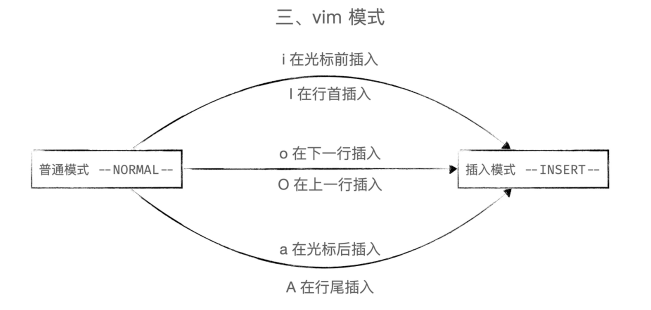 三、vim 模式
i 在光标前插入
I 在行首插入
普通模式 --NORMAL--
o 在下一行插入
O 在上一行插入
插入模式 --INSERT--
a 在光标后插入
A 在行尾插入